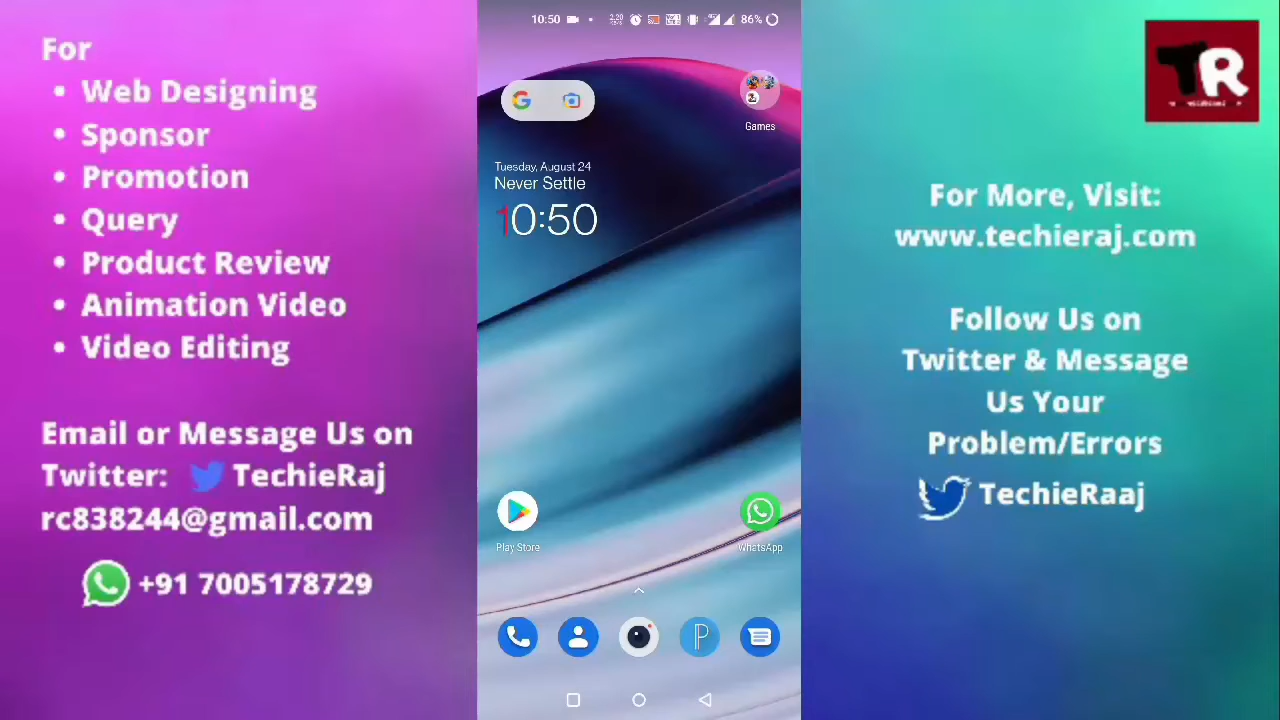 For
• Web Designing
• Sponsor
• Promotion
• Query
• Product Review
• Animation Video
• Video Editing
Email or Message Us on
Twitter: TechieRaj
rc838244@gmail.com
+91 7005178729
10:50
86%
G
Games
Tuesday, August 24
Never Settle
10:50
Play Store
WhatsApp
TR
For More, Visit:
www.techieraj.com
Follow Us on
Twitter & Message
Us Your
Problem/Errors
TechieRaaj